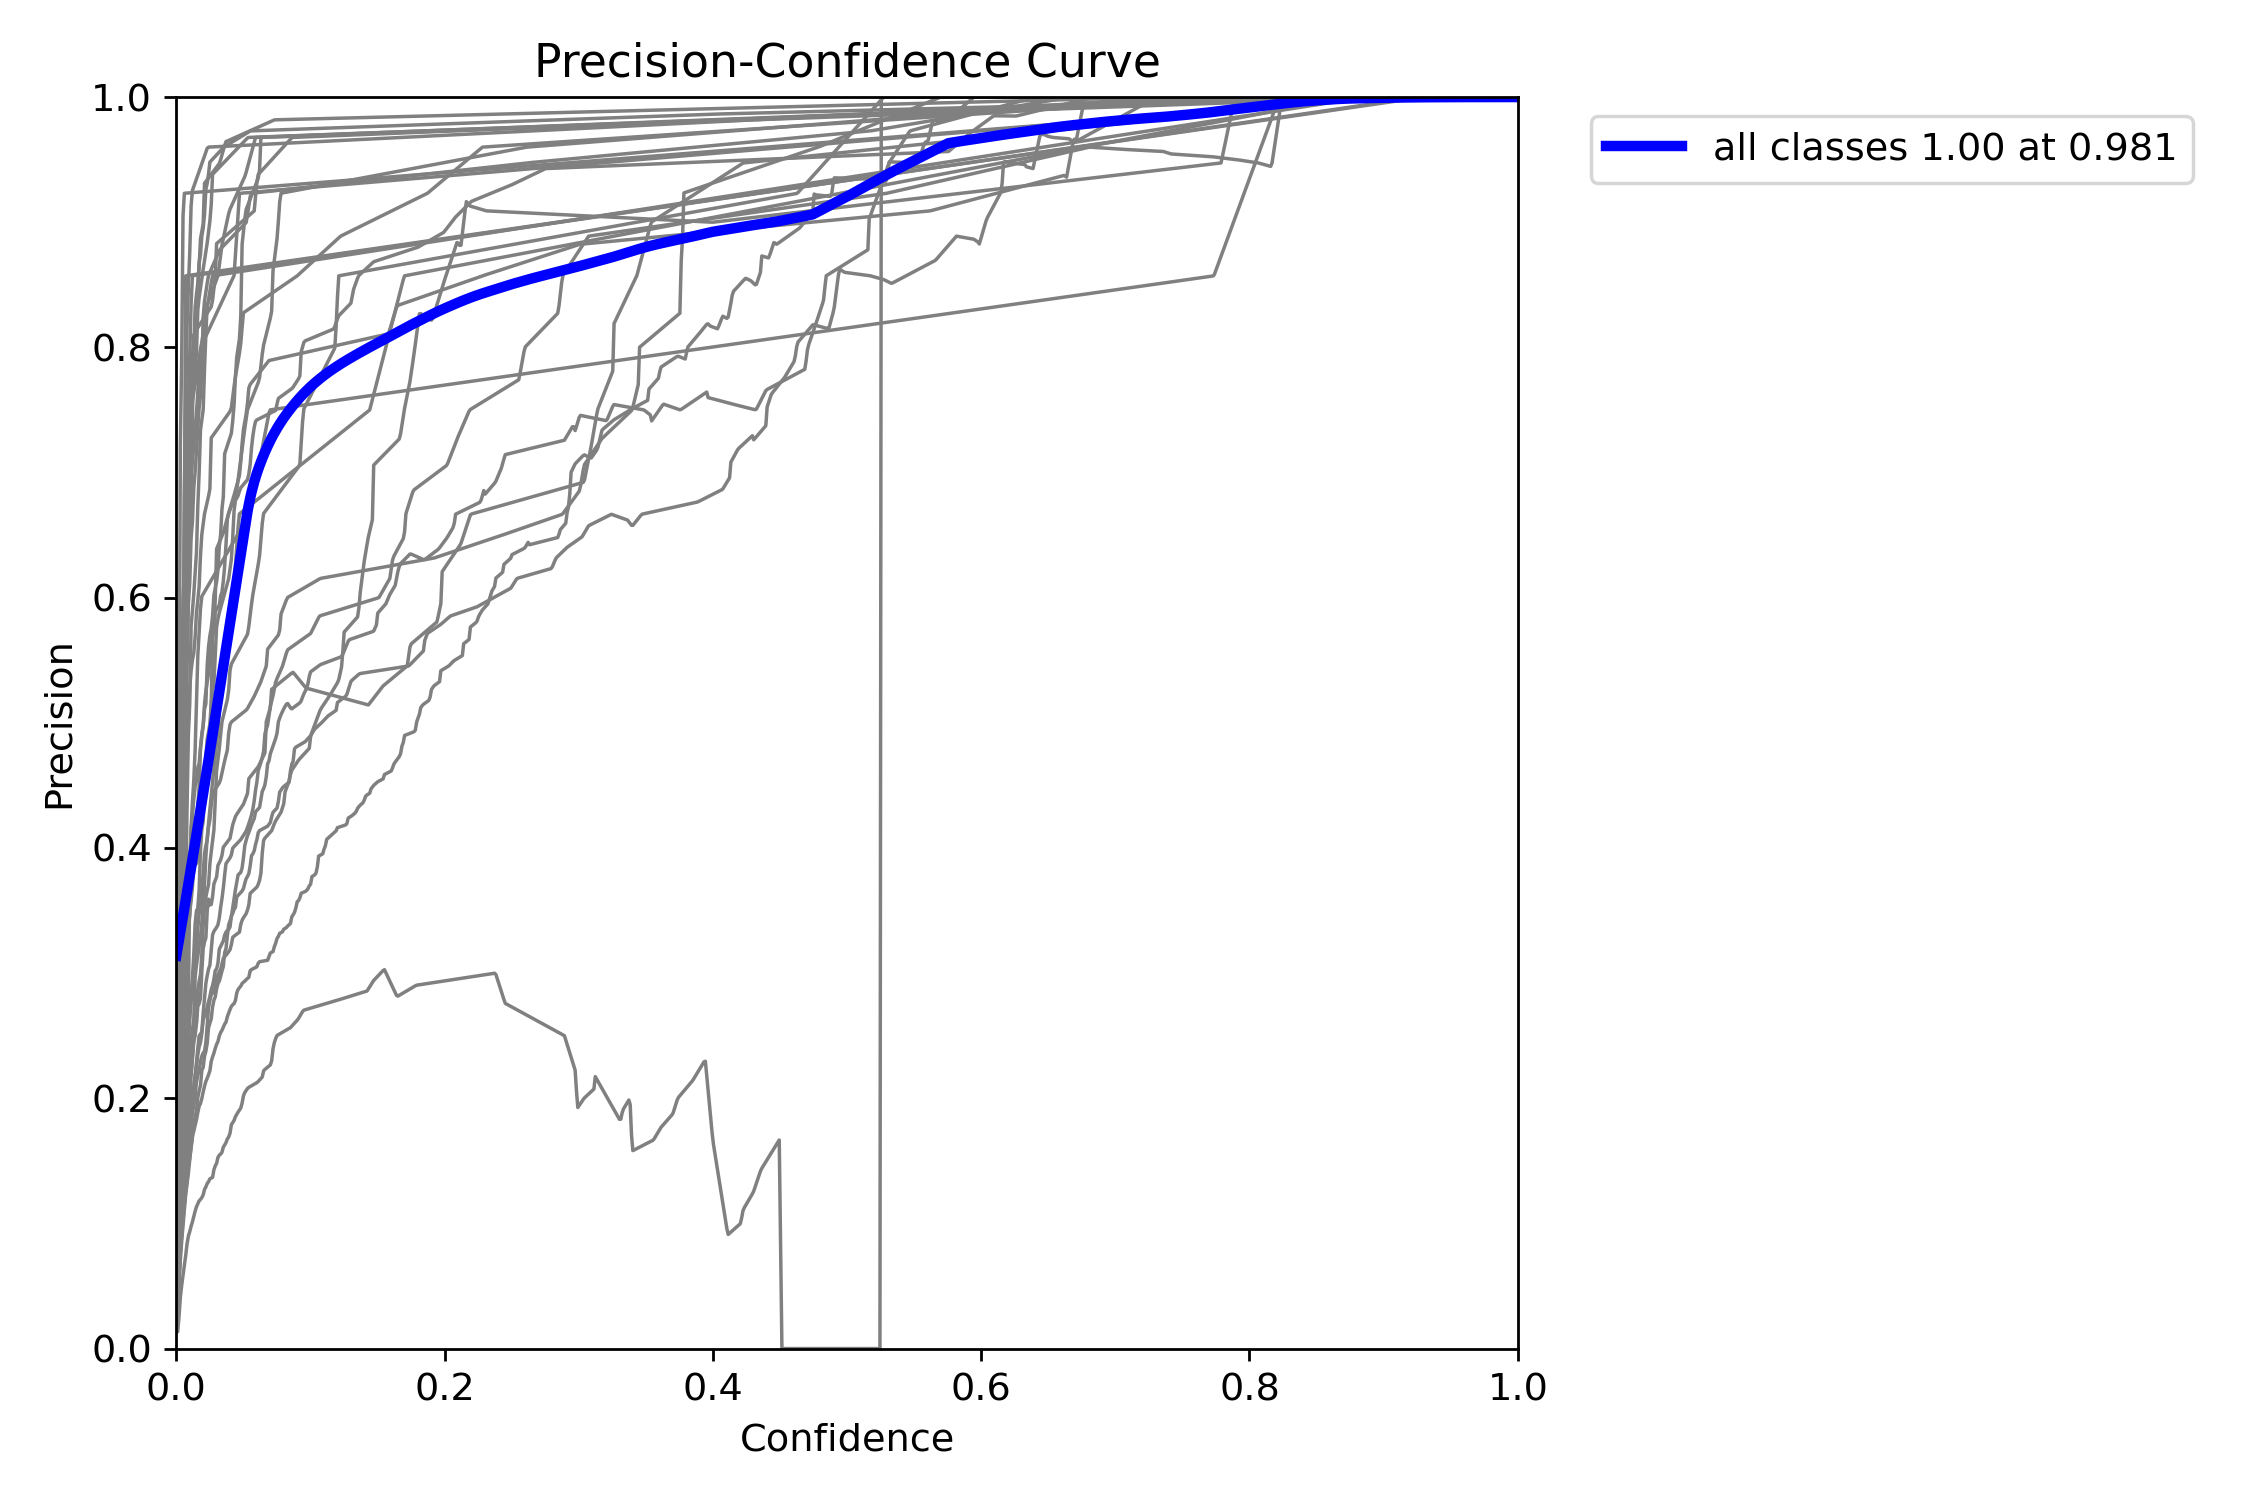 Precision-Confidence Curve
1.0
0.8
0.6
0.4
0.2
0.0
Precision
0.0 0.2 0.4 0.6 0.8 1.0
Confidence
all classes 1.00 at 0.981